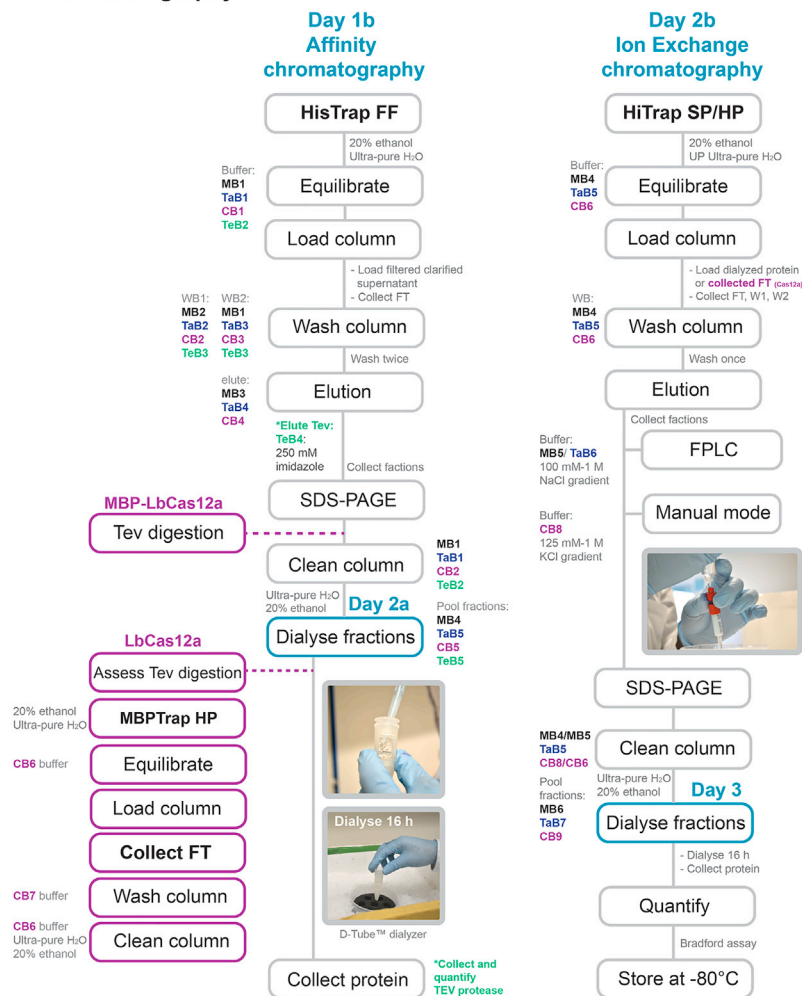 Day 1b
Affinity
chromatography
HisTrap FF
20% ethanol
Ultra-pure H₂O
Buffer:
MB1
TaB1
CB1
TeB2
Equilibrate
Load column
- Load filtered clarified
supernatant
- Collect FT
WB1:
MB2
TaB2
CB2
TeB3
WB2:
MB1
TaB3
CB3
TeB3
Wash column
Wash twice
elute:
MB3
TaB4
CB4
Elution
*Elute Tev:
TeB4:
250 mM
imidazole
Collect factions
SDS-PAGE
MBP-LbCas12a
Tev digestion
Clean column
MB1
TaB1
CB2
TeB2
Ultra-pure H₂O
20% ethanol
Day 2a
Dialyse fractions
Pool fractions:
MB4
TaB5
CB5
TeB5
LbCas12a
Assess Tev digestion
20% ethanol
Ultra-pure H₂O
MBPTrap HP
CB6 buffer
Equilibrate
Load column
Collect FT
CB7 buffer
Wash column
CB6 buffer
Ultra-pure H₂O
20% ethanol
Clean column
Dialyse 16 h
D-Tube™ dialyzer
Collect protein
*Collect and
quantify
TEV protease
Day 2b
Ion Exchange
chromatography
HiTrap SP/HP
20% ethanol
UP Ultra-pure H₂O
Buffer:
MB4
TaB5
CB6
Equilibrate
Load column
- Load dialyzed protein
or collected FT (Cas12a)
- Collect FT, W1, W2
WB:
MB4
TaB5
CB6
Wash column
Wash once
Elution
Collect factions
Buffer:
MB5/ TaB6
100 mM-1 M
NaCl gradient
FPLC
Buffer:
CB8
125 mM-1 M
KCl gradient
Manual mode
SDS-PAGE
MB4/MB5
TaB5
CB8/CB6
Clean column
Ultra-pure H₂O
20% ethanol
Day 3
Pool
fractions:
MB6
TaB7
CB9
Dialyse fractions
- Dialyse 16 h
- Collect protein
Quantify
Bradford assay
Store at -80°C